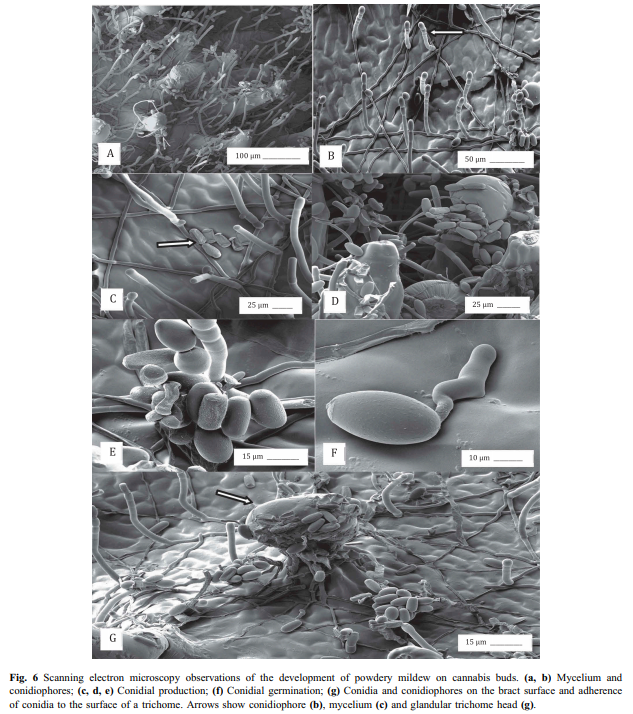 A
100 μm
B
50 μm
C
25 μm
D
25 μm
E
15 μm
F
10 μm
G
15 μm
Fig. 6 Scanning electron microscopy observations of the development of powdery mildew on cannabis buds. (a, b) Mycelium and
conidiophores; (c, d, e) Conidial production; (f) Conidial germination; (g) Conidia and conidiophores on the bract surface and adherence
of conidia to the surface of a trichome. Arrows show conidiophore (b), mycelium (c) and glandular trichome head (g).